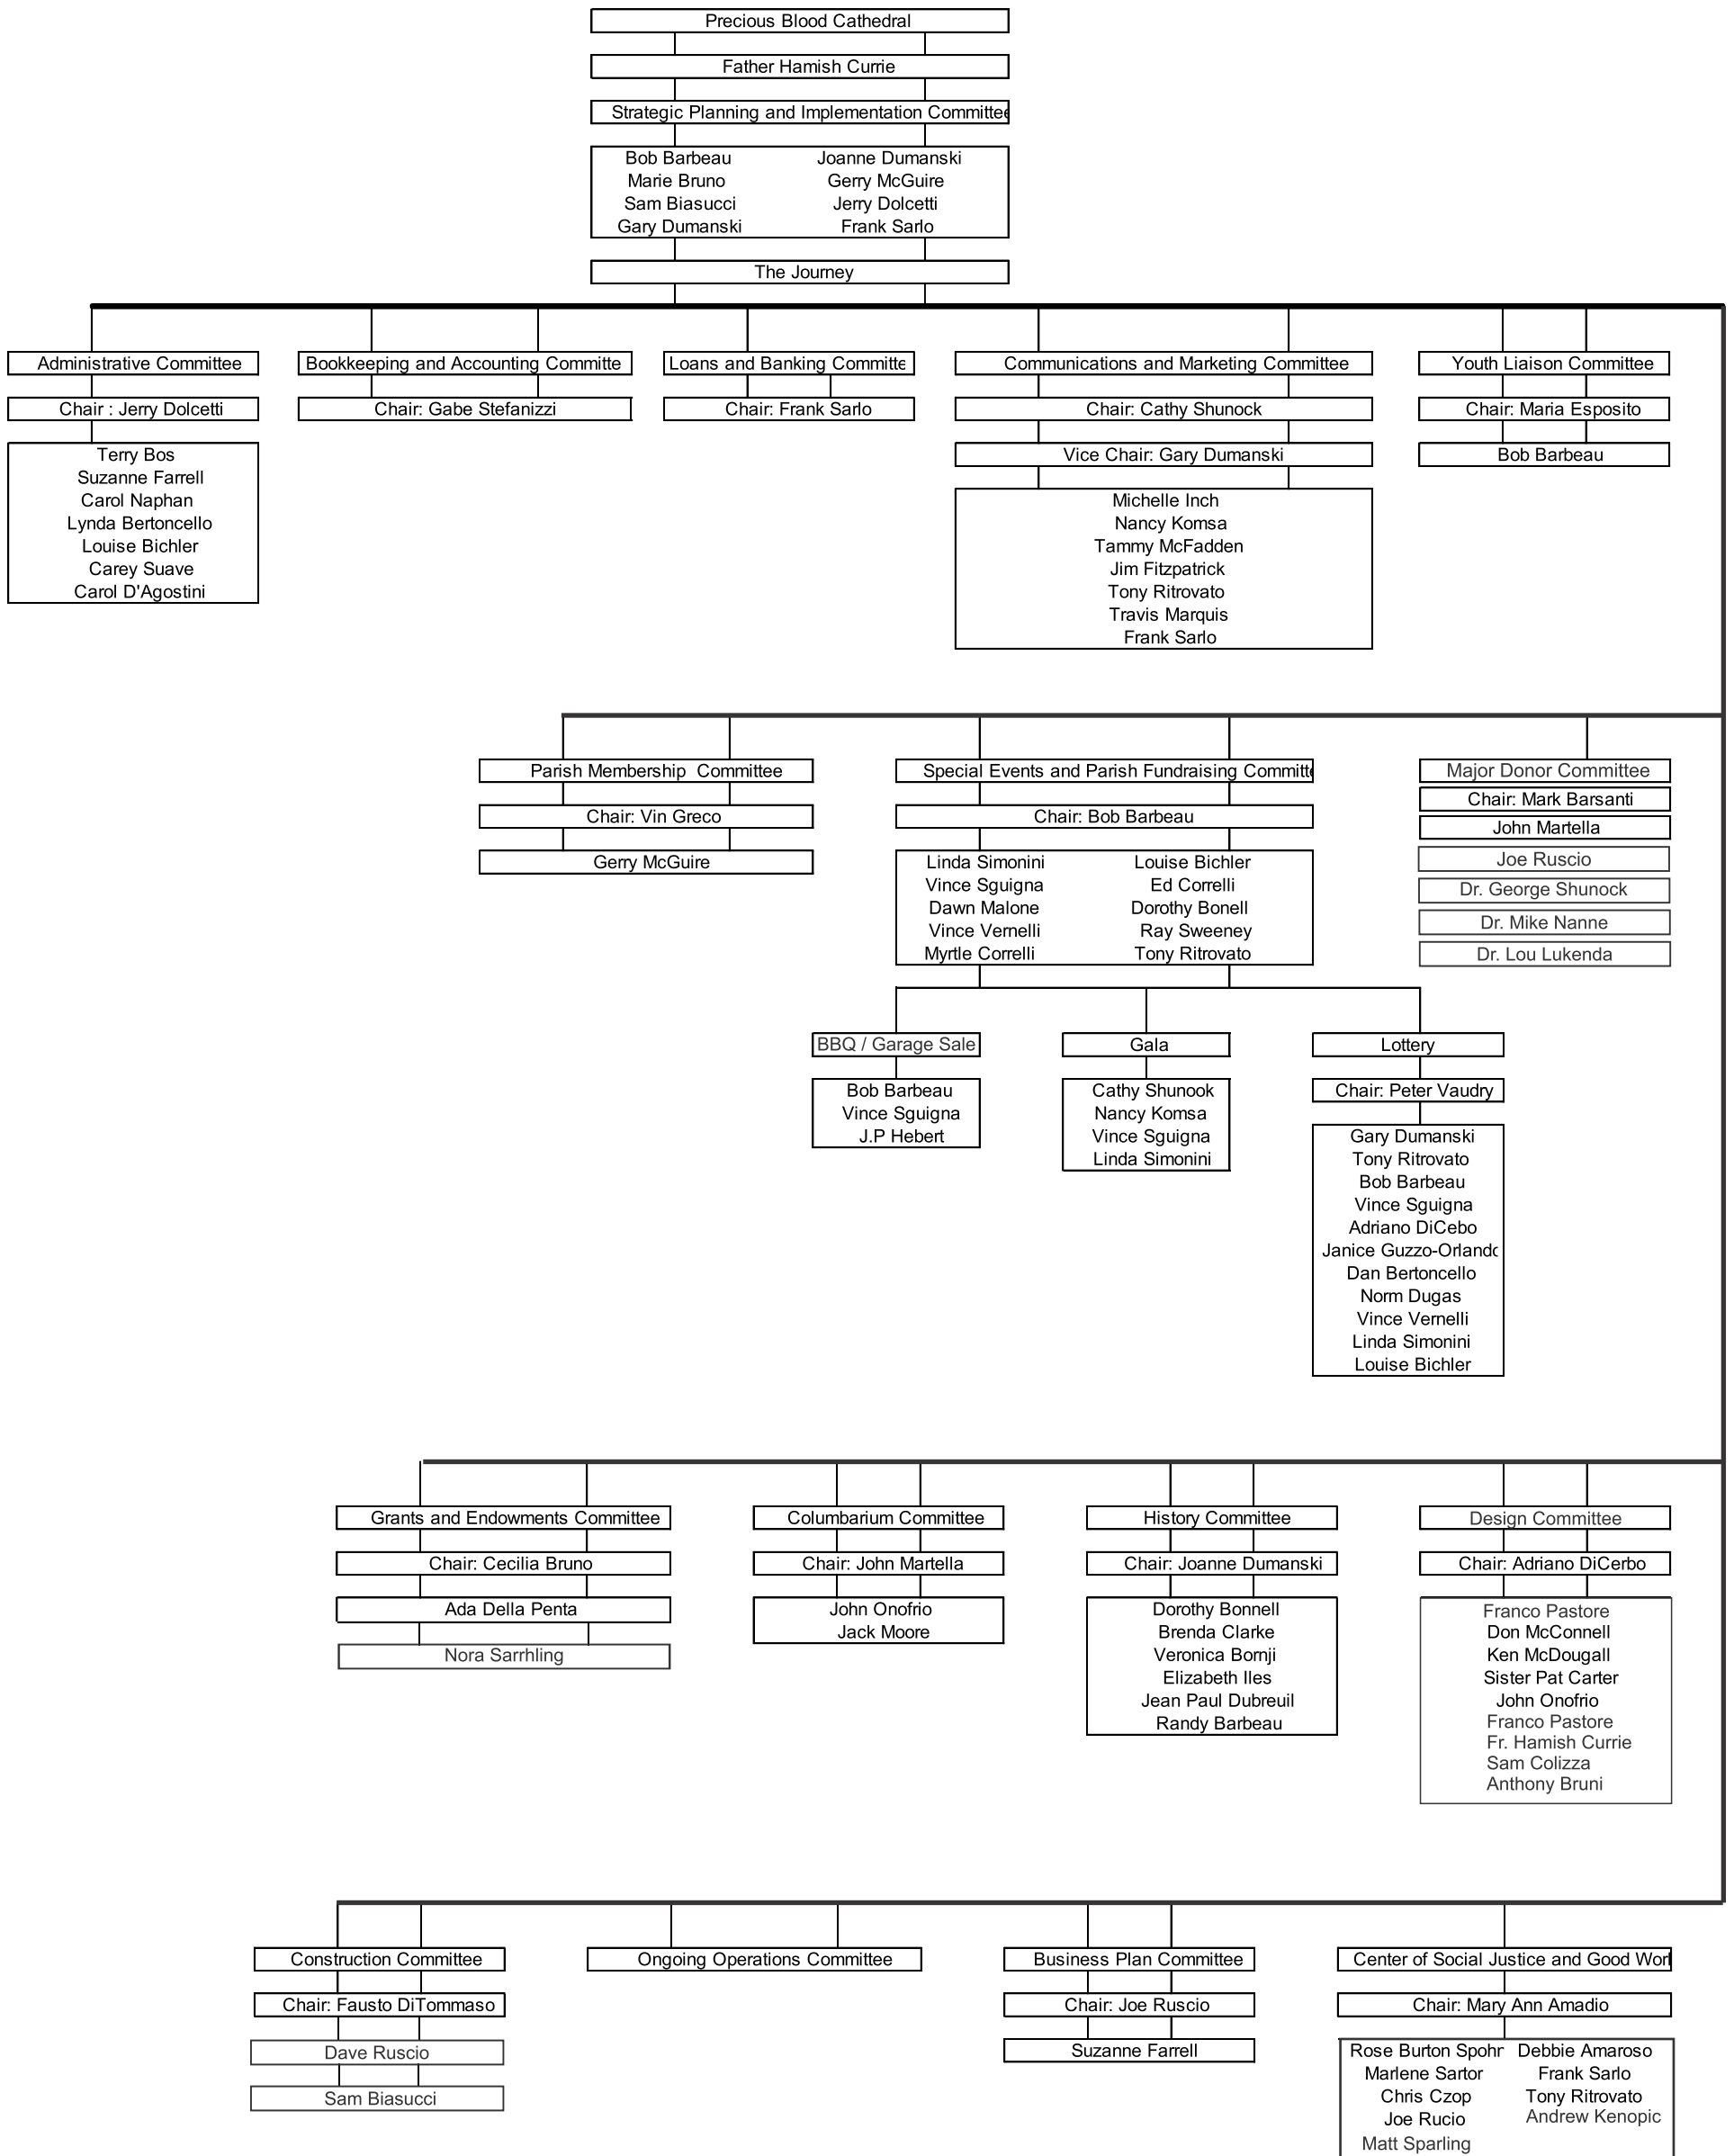 Precious Blood Cathedral
Father Hamish Currie
Strategic Planning and Implementation Committee
Bob Barbeau
Marie Bruno
Sam Biasucci
Gary Dumanski
Joanne Dumanski
Gerry McGuire
Jerry Dolcetti
Frank Sarlo
The Journey
Administrative Committee
Chair : Jerry Dolcetti
Terry Bos
Suzanne Farrell
Carol Naphan
Lynda Bertoncello
Louise Bichler
Carey Suave
Carol D'Agostini
Bookkeeping and Accounting Committe
Chair: Gabe Stefanizzi
Loans and Banking Committe
Chair: Frank Sarlo
Communications and Marketing Committee
Chair: Cathy Shunock
Vice Chair: Gary Dumanski
Michelle Inch
Nancy Komsa
Tammy McFadden
Jim Fitzpatrick
Tony Ritrovato
Travis Marquis
Frank Sarlo
Youth Liaison Committee
Chair: Maria Esposito
Bob Barbeau
Parish Membership Committee
Chair: Vin Greco
Gerry McGuire
Special Events and Parish Fundraising Committe
Chair: Bob Barbeau
Linda Simonini
Vince Sguigna
Dawn Malone
Vince Vernelli
Myrtle Correlli
Louise Bichler
Ed Correlli
Dorothy Bonell
Ray Sweeney
Tony Ritrovato
BBQ / Garage Sale
Bob Barbeau
Vince Sguigna
J.P Hebert
Gala
Cathy Shunook
Nancy Komsa
Vince Sguigna
Linda Simonini
Lottery
Chair: Peter Vaudry
Gary Dumanski
Tony Ritrovato
Bob Barbeau
Vince Sguigna
Adriano DiCebo
Janice Guzzo-Orlando
Dan Bertoncello
Norm Dugas
Vince Vernelli
Linda Simonini
Louise Bichler
Major Donor Committee
Chair: Mark Barsanti
John Martella
Joe Ruscio
Dr. George Shunock
Dr. Mike Nanne
Dr. Lou Lukenda
Grants and Endowments Committee
Chair: Cecilia Bruno
Ada Della Penta
Nora Sarrhling
Columbarium Committee
Chair: John Martella
John Onofrio
Jack Moore
History Committee
Chair: Joanne Dumanski
Dorothy Bonnell
Brenda Clarke
Veronica Bornji
Elizabeth Iles
Jean Paul Dubreuil
Randy Barbeau
Design Committee
Chair: Adriano DiCerbo
Franco Pastore
Don McConnell
Ken McDougall
Sister Pat Carter
John Onofrio
Franco Pastore
Fr. Hamish Currie
Sam Colizza
Anthony Bruni
Construction Committee
Chair: Fausto DiTommaso
Dave Ruscio
Sam Biasucci
Ongoing Operations Committee
Business Plan Committee
Chair: Joe Ruscio
Suzanne Farrell
Center of Social Justice and Good Work
Chair: Mary Ann Amadio
Rose Burton Spohn
Marlene Sartor
Chris Czop
Joe Rucio
Matt Sparling
Debbie Amaroso
Frank Sarlo
Tony Ritrovato
Andrew Kenopic